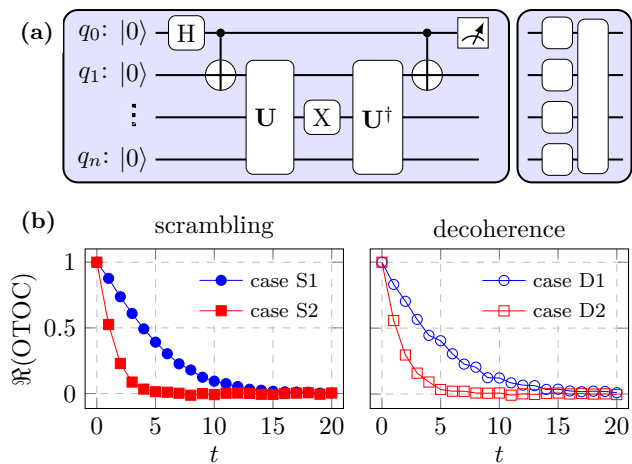 (a)
q₀: |0⟩ H
q₁: |0⟩
⋮ U X U†
qₙ: |0⟩
(b)
scrambling decoherence
ℜ(OTOC)
1
0.5
0
case S1
case S2
case D1
case D2
0 5 10 15 20
0 5 10 15 20
t t